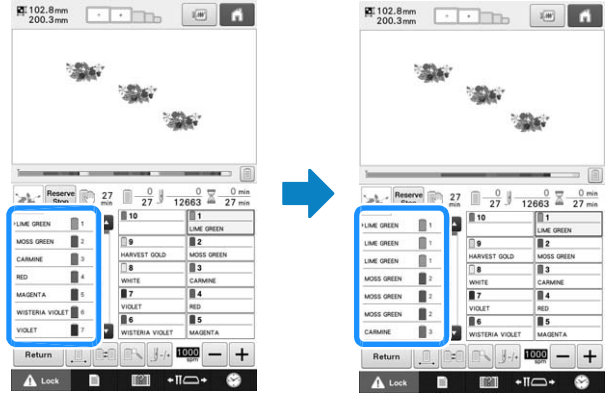 102.8mm
200.3mm
Reserve
Stop
27
min
0
27
0
12663
0 min
27 min
LIME GREEN 1
MOSS GREEN 2
CARMINE 3
RED 4
MAGENTA 5
WISTERIA VIOLET 6
VIOLET 7
10
1
LIME GREEN
9
HARVEST GOLD
2
MOSS GREEN
8
WHITE
3
CARMINE
7
VIOLET
4
RED
6
WISTERIA VIOLET
5
MAGENTA
Return
1000
spm
Lock
102.8mm
200.3mm
Reserve
Stop
27
min
0
27
0
12663
0 min
27 min
LIME GREEN 1
LIME GREEN 1
LIME GREEN 1
MOSS GREEN 2
MOSS GREEN 2
MOSS GREEN 2
CARMINE 3
10
1
LIME GREEN
9
HARVEST GOLD
2
MOSS GREEN
8
WHITE
3
CARMINE
7
VIOLET
4
RED
6
WISTERIA VIOLET
5
MAGENTA
Return
1000
spm
Lock